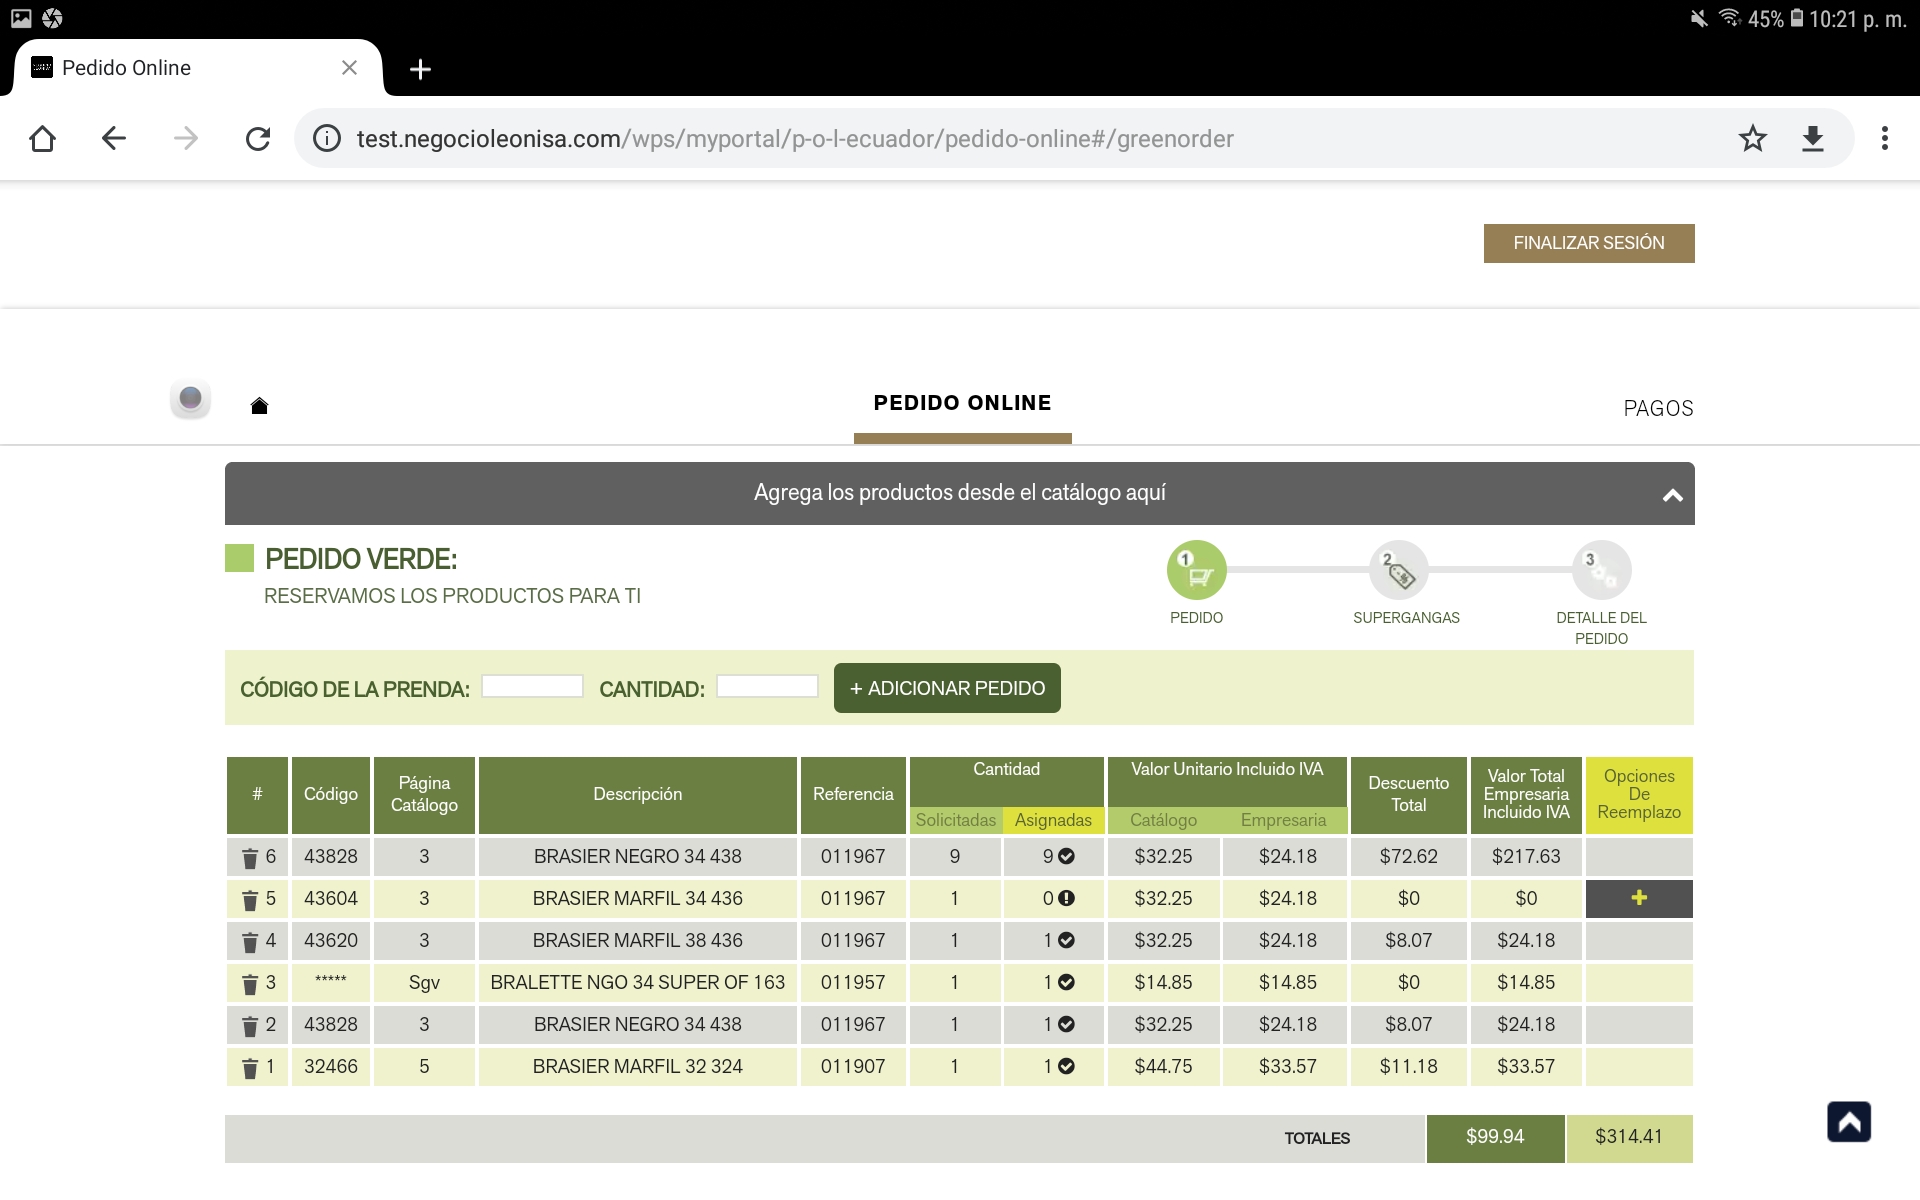 45% 10:21 p. m.
Pedido Online
test.negocioleonisa.com/wps/myportal/p-o-l-ecuador/pedido-online#/greenorder
FINALIZAR SESIÓN
PEDIDO ONLINE
PAGOS
Agrega los productos desde el catálogo aquí
PEDIDO VERDE:
RESERVAMOS LOS PRODUCTOS PARA TI
1 2 3
PEDIDO SUPERGANGAS DETALLE DEL
PEDIDO
CÓDIGO DE LA PRENDA: CANTIDAD: + ADICIONAR PEDIDO
# Código Página Catálogo Descripción Referencia Cantidad Valor Unitario Incluido IVA Descuento Total Valor Total Empresaria Incluido IVA Opciones De Reemplazo
Solicitadas Asignadas Catálogo Empresaria
6 43828 3 BRASIER NEGRO 34 438 011967 9 9 $32.25 $24.18 $72.62 $217.63
5 43604 3 BRASIER MARFIL 34 436 011967 1 0 $32.25 $24.18 $0 $0
4 43620 3 BRASIER MARFIL 38 436 011967 1 1 $32.25 $24.18 $8.07 $24.18
3 ***** Sgv BRALETTE NGO 34 SUPER OF 163 011957 1 1 $14.85 $14.85 $0 $14.85
2 43828 3 BRASIER NEGRO 34 438 011967 1 1 $32.25 $24.18 $8.07 $24.18
1 32466 5 BRASIER MARFIL 32 324 011907 1 1 $44.75 $33.57 $11.18 $33.57
TOTALES $99.94 $314.41